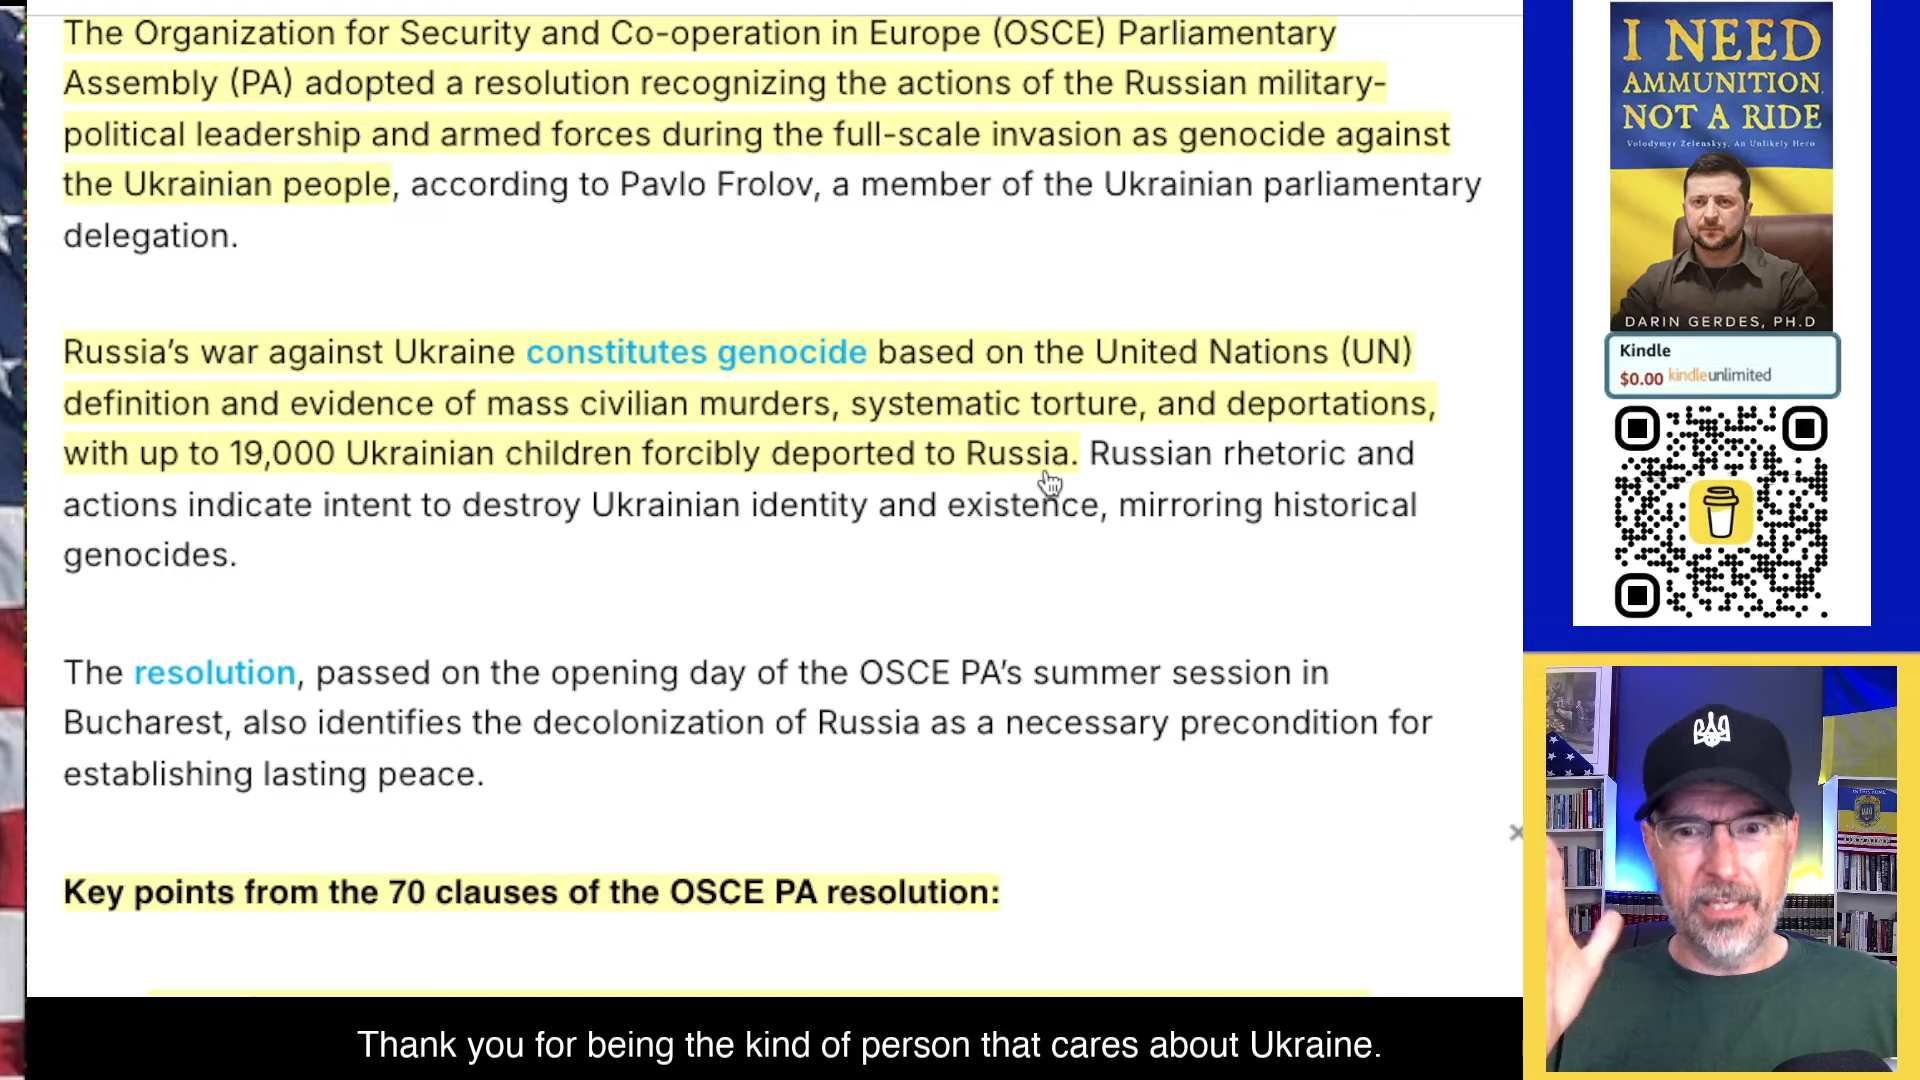 The Organization for Security and Co-operation in Europe (OSCE) Parliamentary
Assembly (PA) adopted a resolution recognizing the actions of the Russian military-
political leadership and armed forces during the full-scale invasion as genocide against
the Ukrainian people, according to Pavlo Frolov, a member of the Ukrainian parliamentary
delegation.
Russia’s war against Ukraine constitutes genocide based on the United Nations (UN)
definition and evidence of mass civilian murders, systematic torture, and deportations,
with up to 19,000 Ukrainian children forcibly deported to Russia. Russian rhetoric and
actions indicate intent to destroy Ukrainian identity and existence, mirroring historical
genocides.
The resolution, passed on the opening day of the OSCE PA’s summer session in
Bucharest, also identifies the decolonization of Russia as a necessary precondition for
establishing lasting peace.
Key points from the 70 clauses of the OSCE PA resolution:
Thank you for being the kind of person that cares about Ukraine.
I NEED
AMMUNITION,
NOT A RIDE
Volodymyr Zelenskyy, An Unlikely Hero
DARIN GERDES, PH.D
Kindle
$0.00 kindleunlimited
IN THIS HOME
UKRAINE